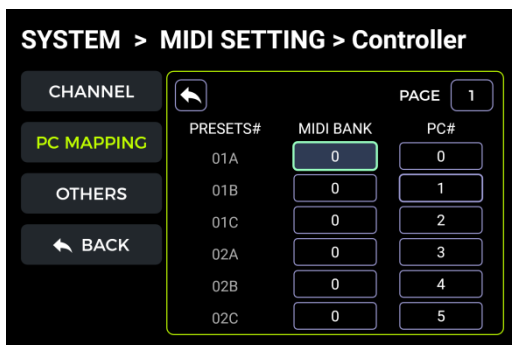 SYSTEM > MIDI SETTING > Controller
CHANNEL
PC MAPPING
OTHERS
BACK
PAGE 1
PRESETS# MIDI BANK PC#
01A 0 0
01B 0 1
01C 0 2
02A 0 3
02B 0 4
02C 0 5